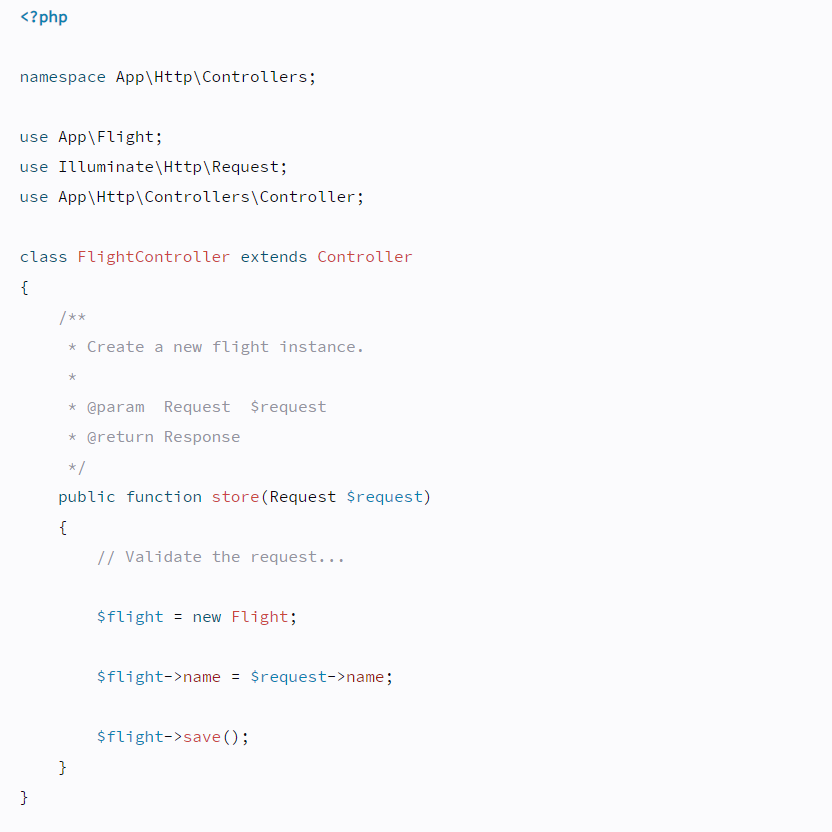 <?php
namespace App\Http\Controllers;
use App\Flight;
use Illuminate\Http\Request;
use App\Http\Controllers\Controller;
class FlightController extends Controller
{
    /**
     * Create a new flight instance.
     *
     * @param  Request  $request
     * @return Response
     */
    public function store(Request $request)
    {
        // Validate the request...
        $flight = new Flight;
        $flight->name = $request->name;
        $flight->save();
    }
}